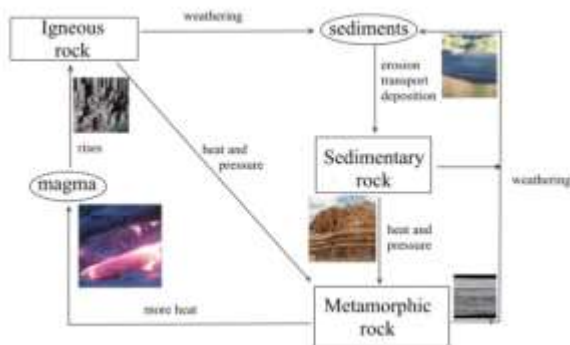 Igneous
rock
weathering
sediments
erosion
transport
deposition
rises
heat and
pressure
magma
Sedimentary
rock
weathering
heat and
pressure
more heat
Metamorphic
rock